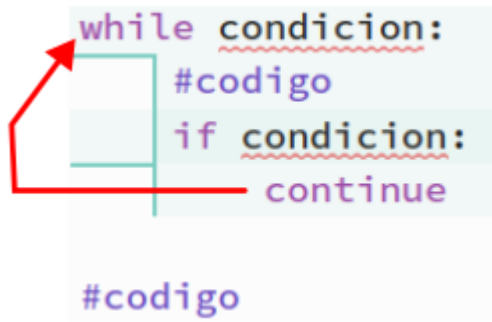 while condicion:
#codigo
if condicion:
continue
#codigo